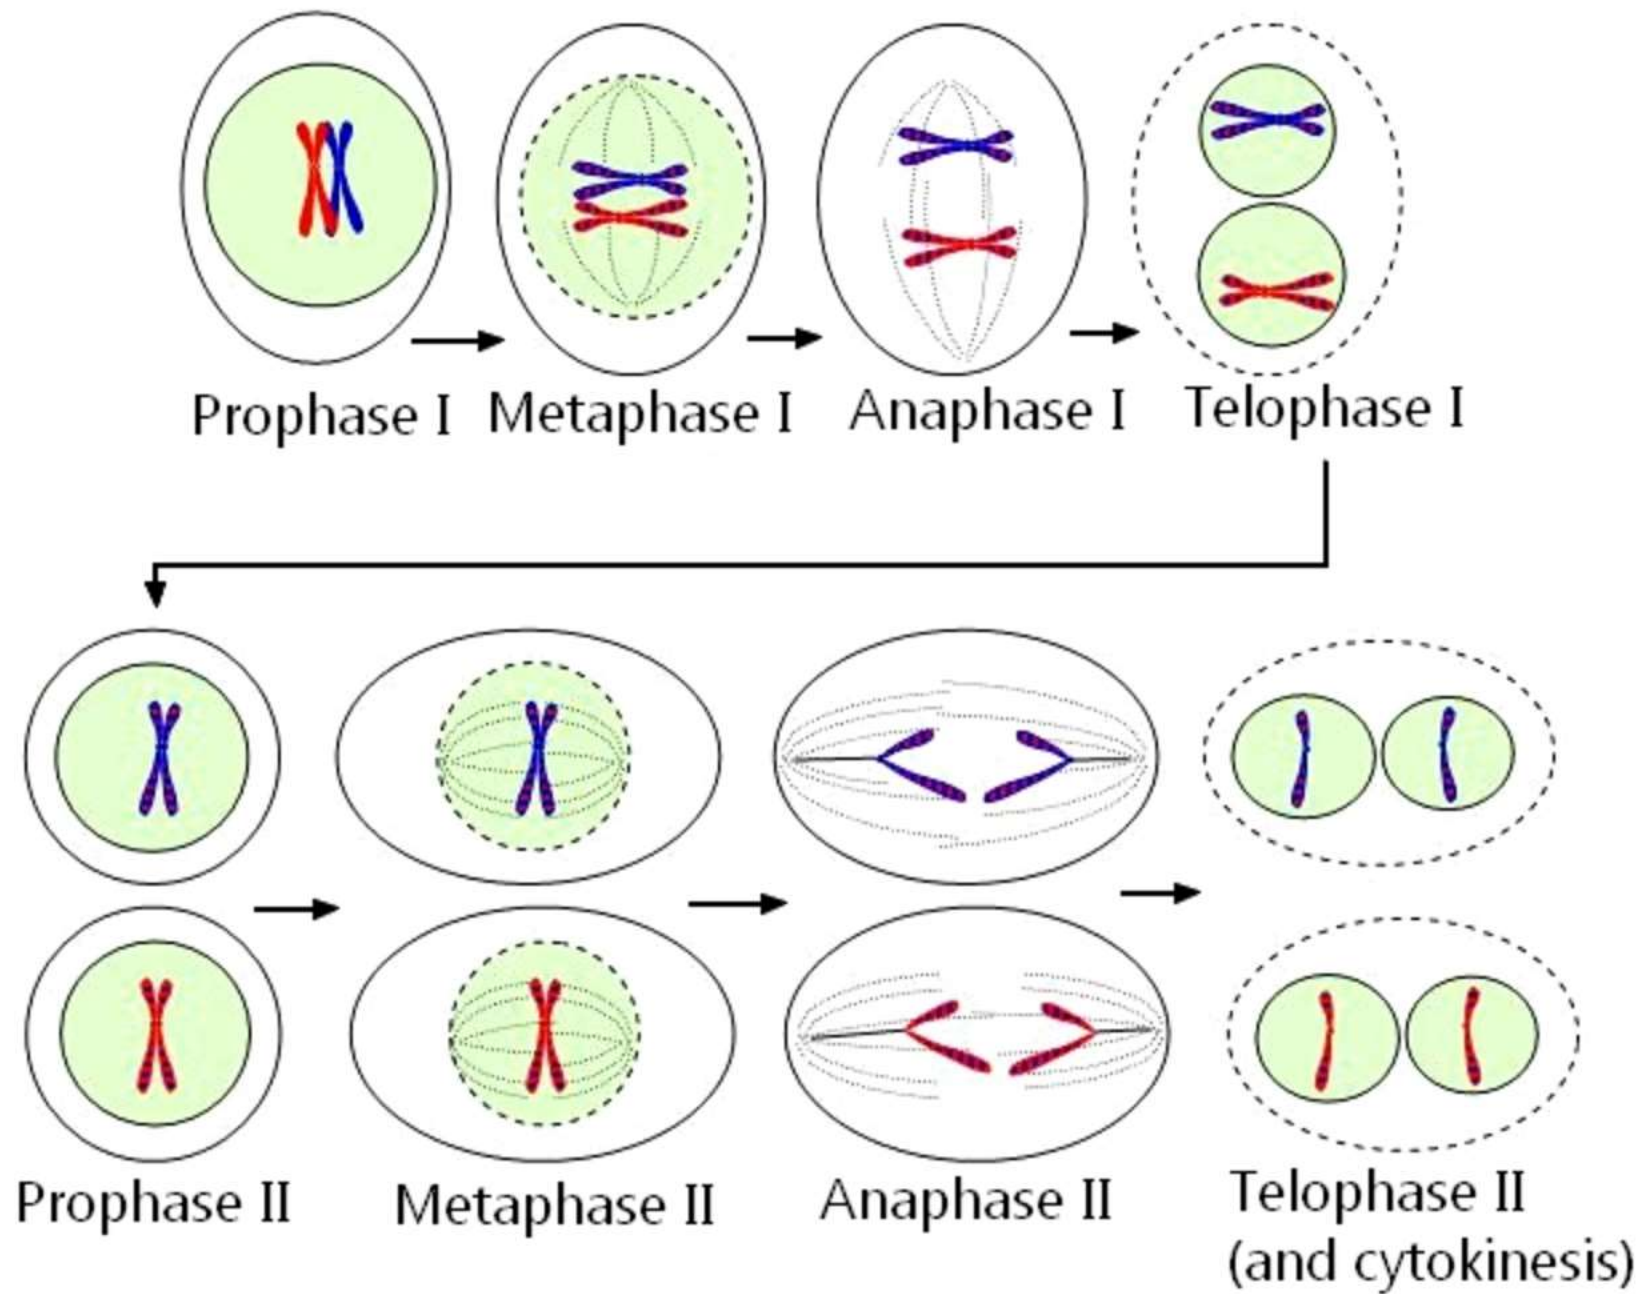 Prophase I
Metaphase I
Anaphase I
Telophase I
Prophase II
Metaphase II
Anaphase II
Telophase II
(and cytokinesis)